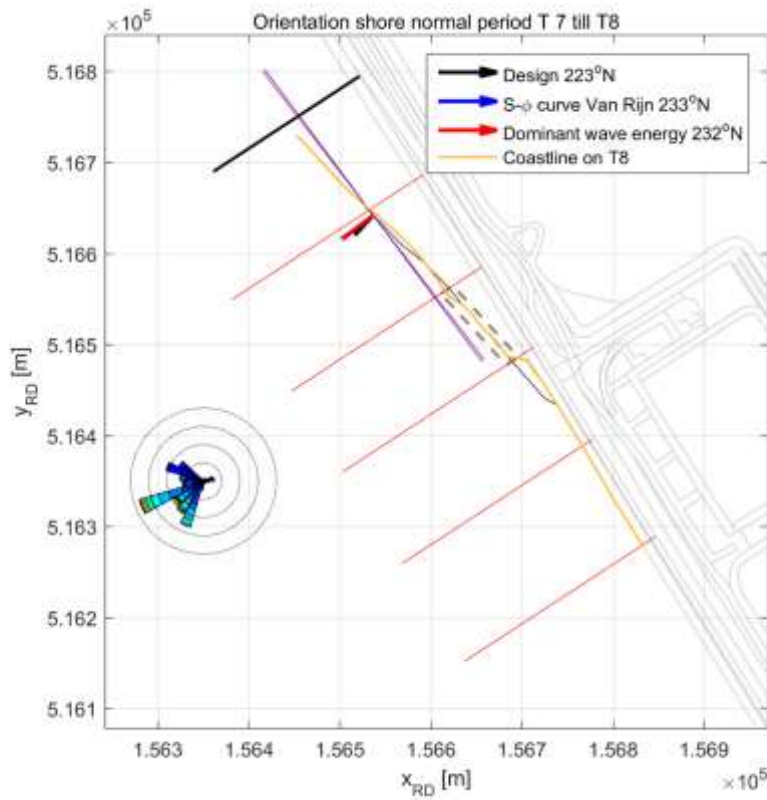 Orientation shore normal period T 7 till T8
× 10⁵
5.168
5.167
5.166
5.165
5.164
5.163
5.162
5.161
y_RD [m]
Design 223°N
S-ϕ curve Van Rijn 233°N
Dominant wave energy 232°N
Coastline on T8
1.563 1.564 1.565 1.566 1.567 1.568 1.569
x_RD [m]
×10⁵